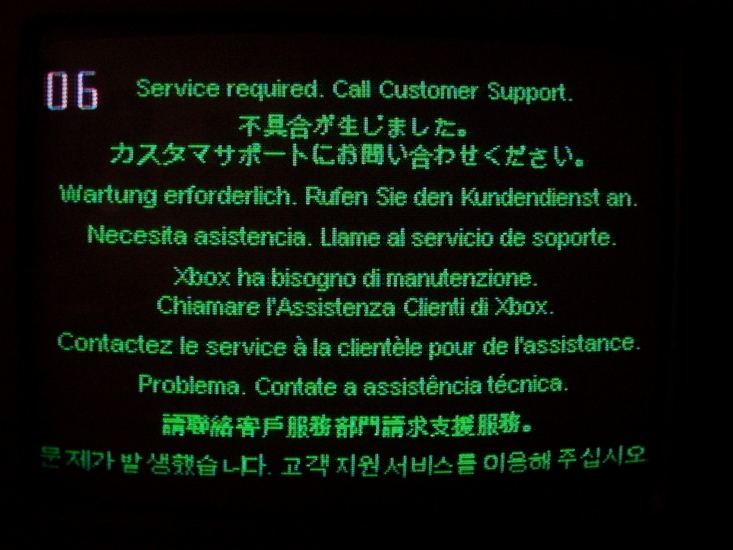 06
Service required. Call Customer Support.
不具合が生じました。
カスタマサポートにお問い合わせください。
Wartung erforderlich. Rufen Sie den Kundendienst an.
Necesita asistencia. Llame al servicio de soporte.
Xbox ha bisogno di manutenzione.
Chiamare l'Assistenza Clienti di Xbox.
Contactez le service à la clientèle pour de l'assistance.
Problema. Contate a assistência técnica.
請聯絡客戶服務部門請求支援服務。
문제가 발생했습니다. 고객 지원 서비스를 이용해 주십시오